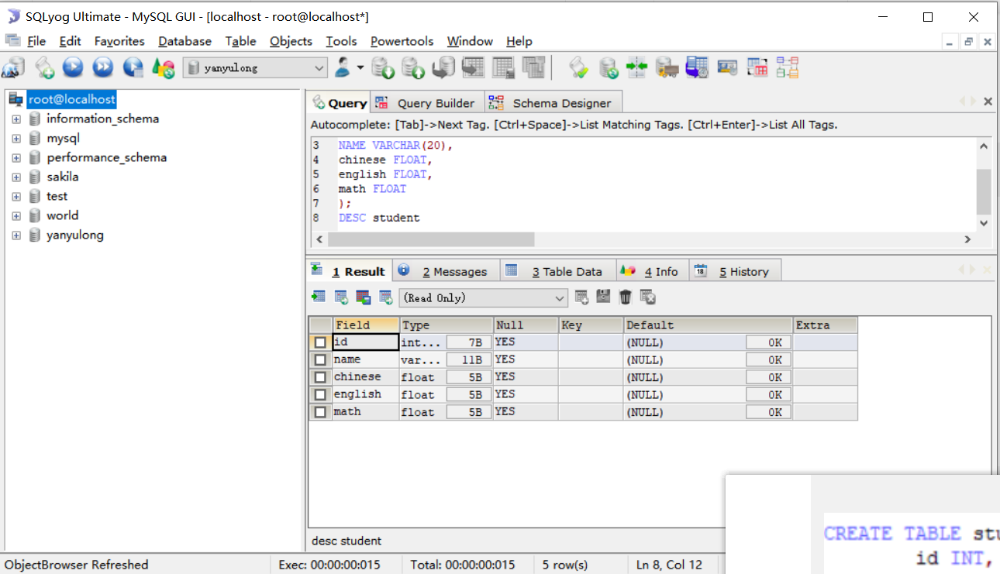 SQLyog Ultimate - MySQL GUI - [localhost - root@localhost*]
File Edit Favorites Database Table Objects Tools Powertools Window Help
yanyulong
root@localhost
information_schema
mysql
performance_schema
sakila
test
world
yanyulong
Query Query Builder Schema Designer
Autocomplete: [Tab]->Next Tag. [Ctrl+Space]->List Matching Tags. [Ctrl+Enter]->List All Tags.
3 NAME VARCHAR(20),
4 chinese FLOAT,
5 english FLOAT,
6 math FLOAT
7 );
8 DESC student
1 Result 2 Messages 3 Table Data 4 Info 18 5 History
(Read Only)
Field Type Null Key Default Extra
id int... 7B YES (NULL) 0K
name var... 11B YES (NULL) 0K
chinese float 5B YES (NULL) 0K
english float 5B YES (NULL) 0K
math float 5B YES (NULL) 0K
desc student
ObjectBrowser Refreshed Exec: 00:00:00:015 Total: 00:00:00:015 5 row(s) Ln 8, Col 12
CREATE TABLE stu
id INT,